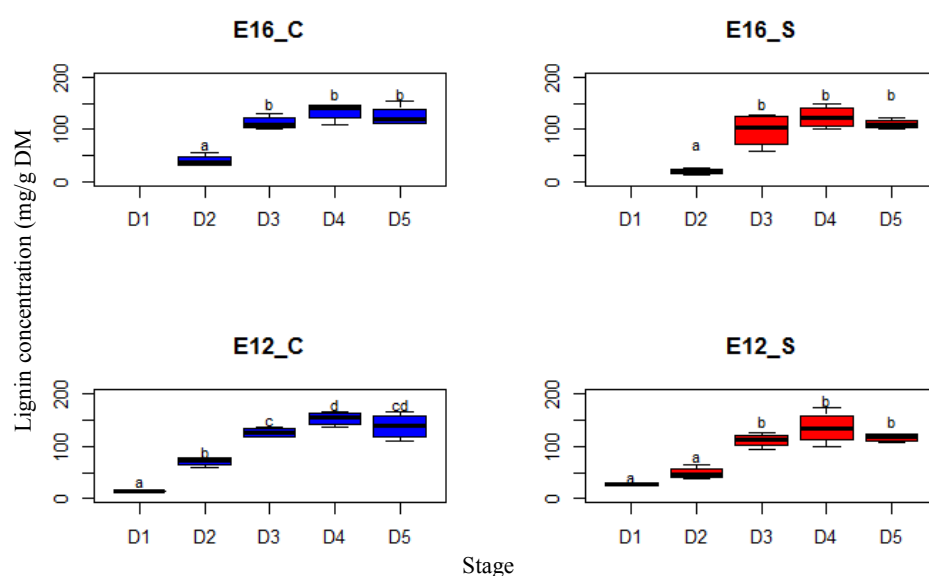 E16_C
E16_S
200
100
0
a
b
b
b
D1 D2 D3 D4 D5
200
100
0
a
b
b
b
D1 D2 D3 D4 D5
Lignin concentration (mg/g DM
E12_C
E12_S
200
100
0
a
b
c
d
cd
D1 D2 D3 D4 D5
200
100
0
a
a
b
b
b
D1 D2 D3 D4 D5
Stage